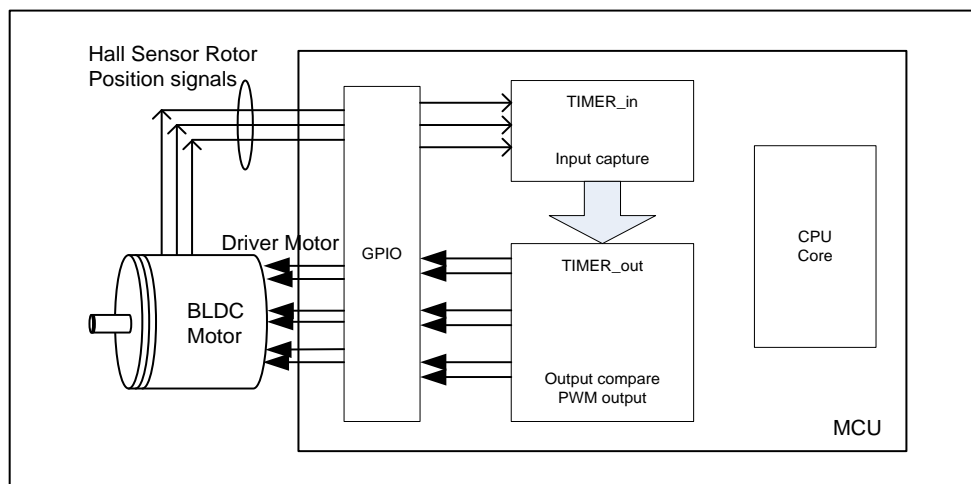 Hall Sensor Rotor
Position signals
TIMER_in
Input capture
CPU
Core
Driver Motor
GPIO
TIMER_out
BLDC
Motor
Output compare
PWM output
MCU